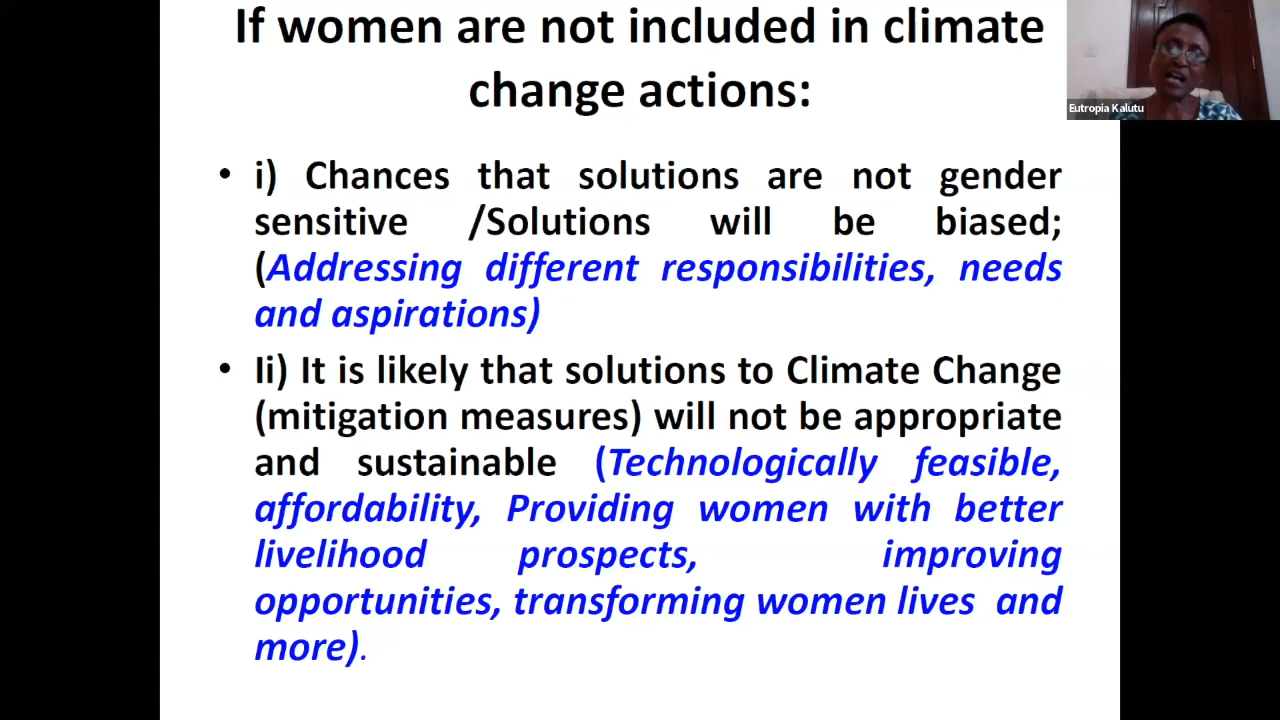 If women are not included in climate
change actions:
Eutropia Kalutu
• i) Chances that solutions are not gender
sensitive /Solutions will be biased;
(Addressing different responsibilities, needs
and aspirations)
• Ii) It is likely that solutions to Climate Change
(mitigation measures) will not be appropriate
and sustainable (Technologically feasible,
affordability, Providing women with better
livelihood prospects, improving
opportunities, transforming women lives and
more).